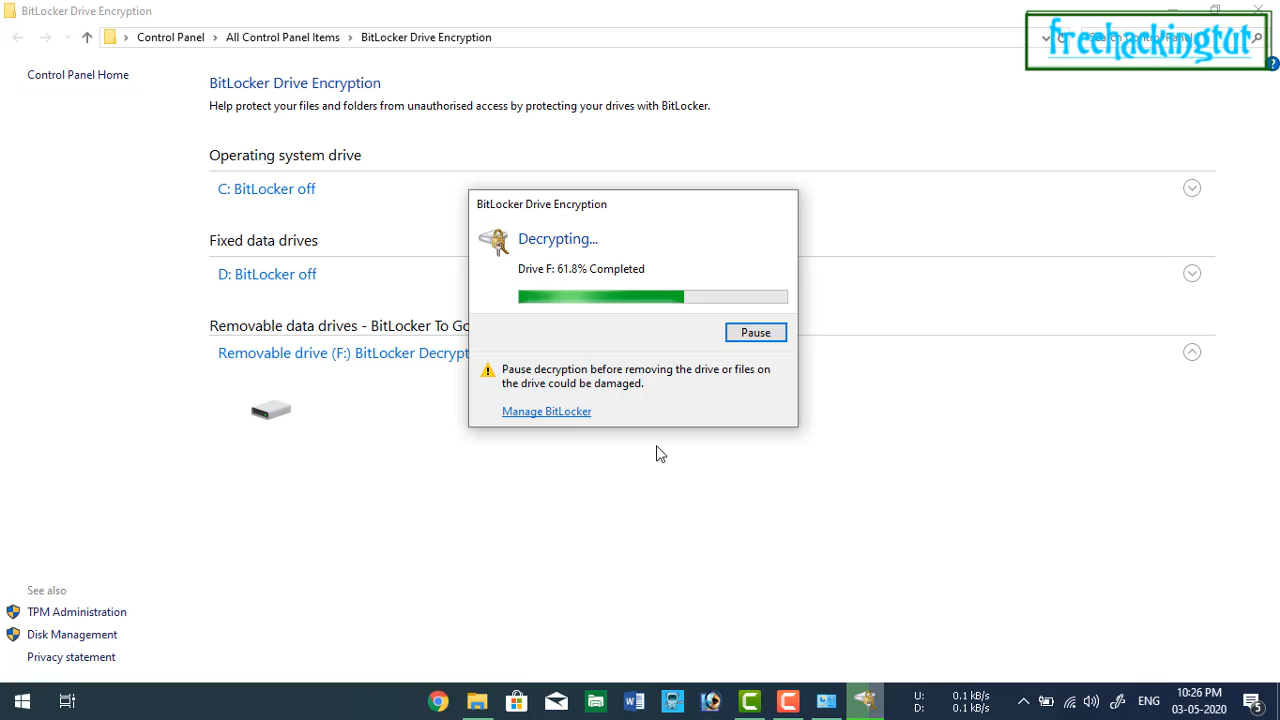 BitLocker Drive Encryption
Control Panel > All Control Panel Items > BitLocker Drive Encryption
freehackingtut
Control Panel Home
BitLocker Drive Encryption
Help protect your files and folders from unauthorised access by protecting your drives with BitLocker.
Operating system drive
C: BitLocker off
Fixed data drives
D: BitLocker off
Removable data drives - BitLocker To Go
Removable drive (F:) BitLocker Decrypt
BitLocker Drive Encryption
Decrypting...
Drive F: 61.8% Completed
Pause
Pause decryption before removing the drive or files on
the drive could be damaged.
Manage BitLocker
See also
TPM Administration
Disk Management
Privacy statement
U: 0.1 kB/s
D: 0.1 kB/s
ENG
10:26 PM
03-05-2020
5